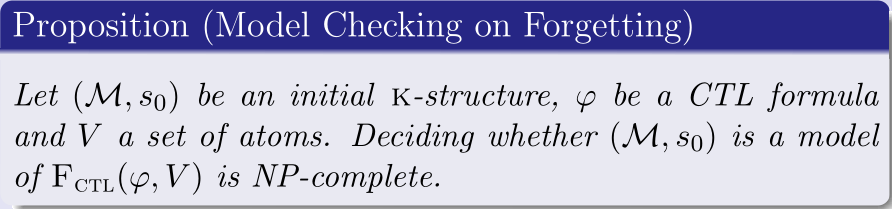 Proposition (Model Checking on Forgetting)
Let (ℳ, s₀) be an initial ᴋ-structure, φ be a CTL formula
and V a set of atoms. Deciding whether (ℳ, s₀) is a model
of F_CTL(φ, V) is NP-complete.